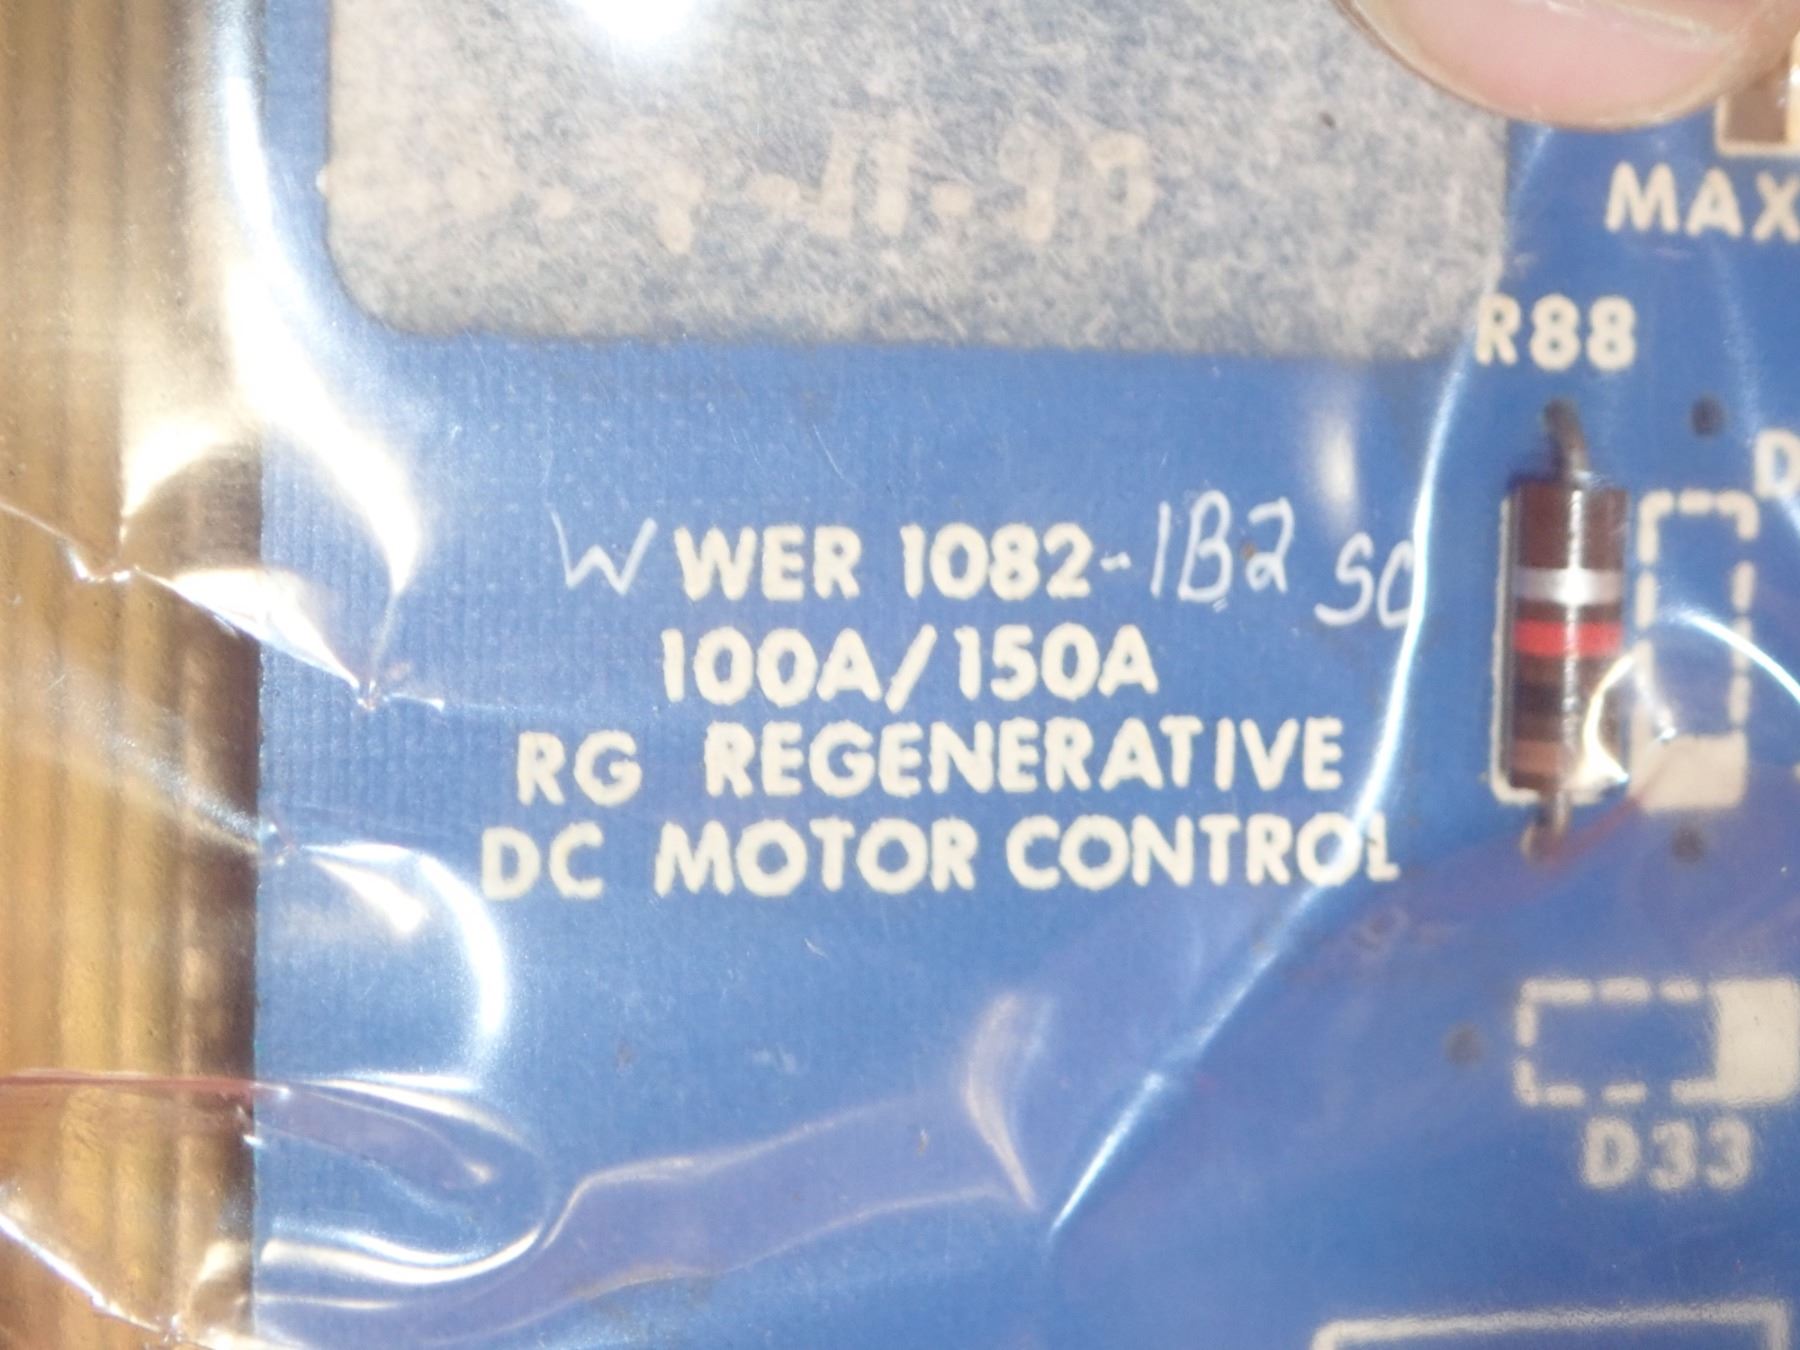 MAX
R88
W WER 1082-1B2 SC
100A/150A
RG REGENERATIVE
DC MOTOR CONTROL
D33